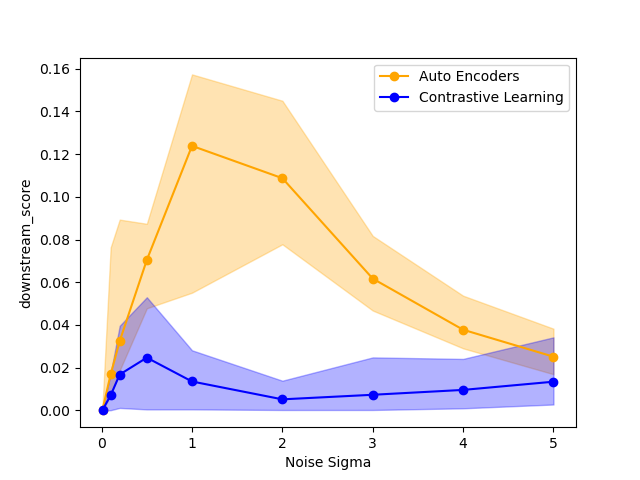 Auto Encoders
Contrastive Learning
downstream_score
0.16
0.14
0.12
0.10
0.08
0.06
0.04
0.02
0.00
0 1 2 3 4 5
Noise Sigma